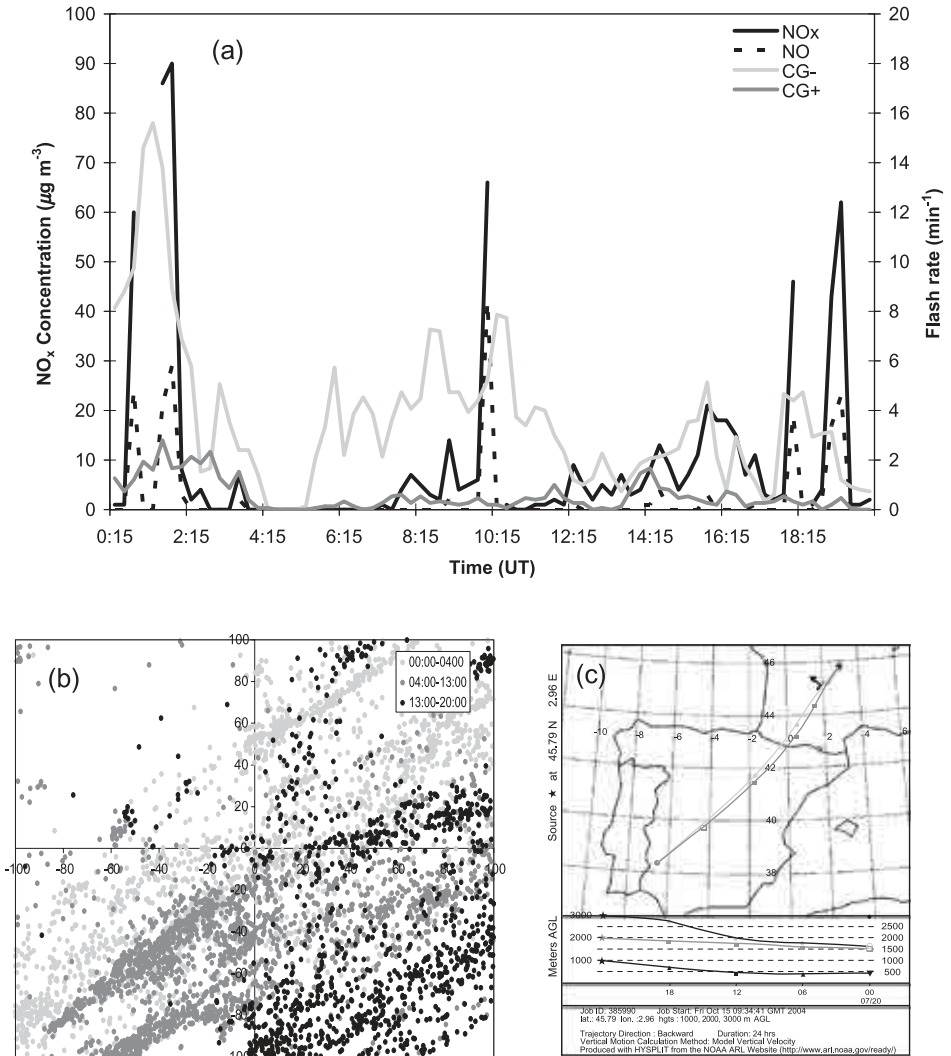 (a)
NOx
NO
CG-
CG+
100
90
80
70
60
50
40
30
20
10
0
NOx Concentration (µg m-3)
20
18
16
14
12
10
8
6
4
2
0
Flash rate (min-1)
0:15 2:15 4:15 6:15 8:15 10:15 12:15 14:15 16:15 18:15
Time (UT)
(b)
00:00-0400
04:00-13:00
13:00-20:00
100
80
60
40
20
-100 -80 -60 -40 -20 0 20 40 60 80 100
-20
-40
-60
-80
-100
(c)
Source ★ at 45.79 N 2.96 E
46
44
42
40
38
-10 -8 -6 -4 -2 0 2 4 6
Meters AGL
3000
2000
1000
2500
2000
1500
1000
500
18 12 06 00
07/20
Job ID: 385990 Job Start: Fri Oct 15 09:34:41 GMT 2004
lat.: 45.79 lon. :2.96 hgts :1000, 2000, 3000 m AGL
Trajectory Direction : Backward Duration: 24 hrs
Vertical Motion Calculation Method: Model Vertical Velocity
Produced with HYSPLIT from the NOAA ARL Website (http://www.arl.noaa.gov/ready/)